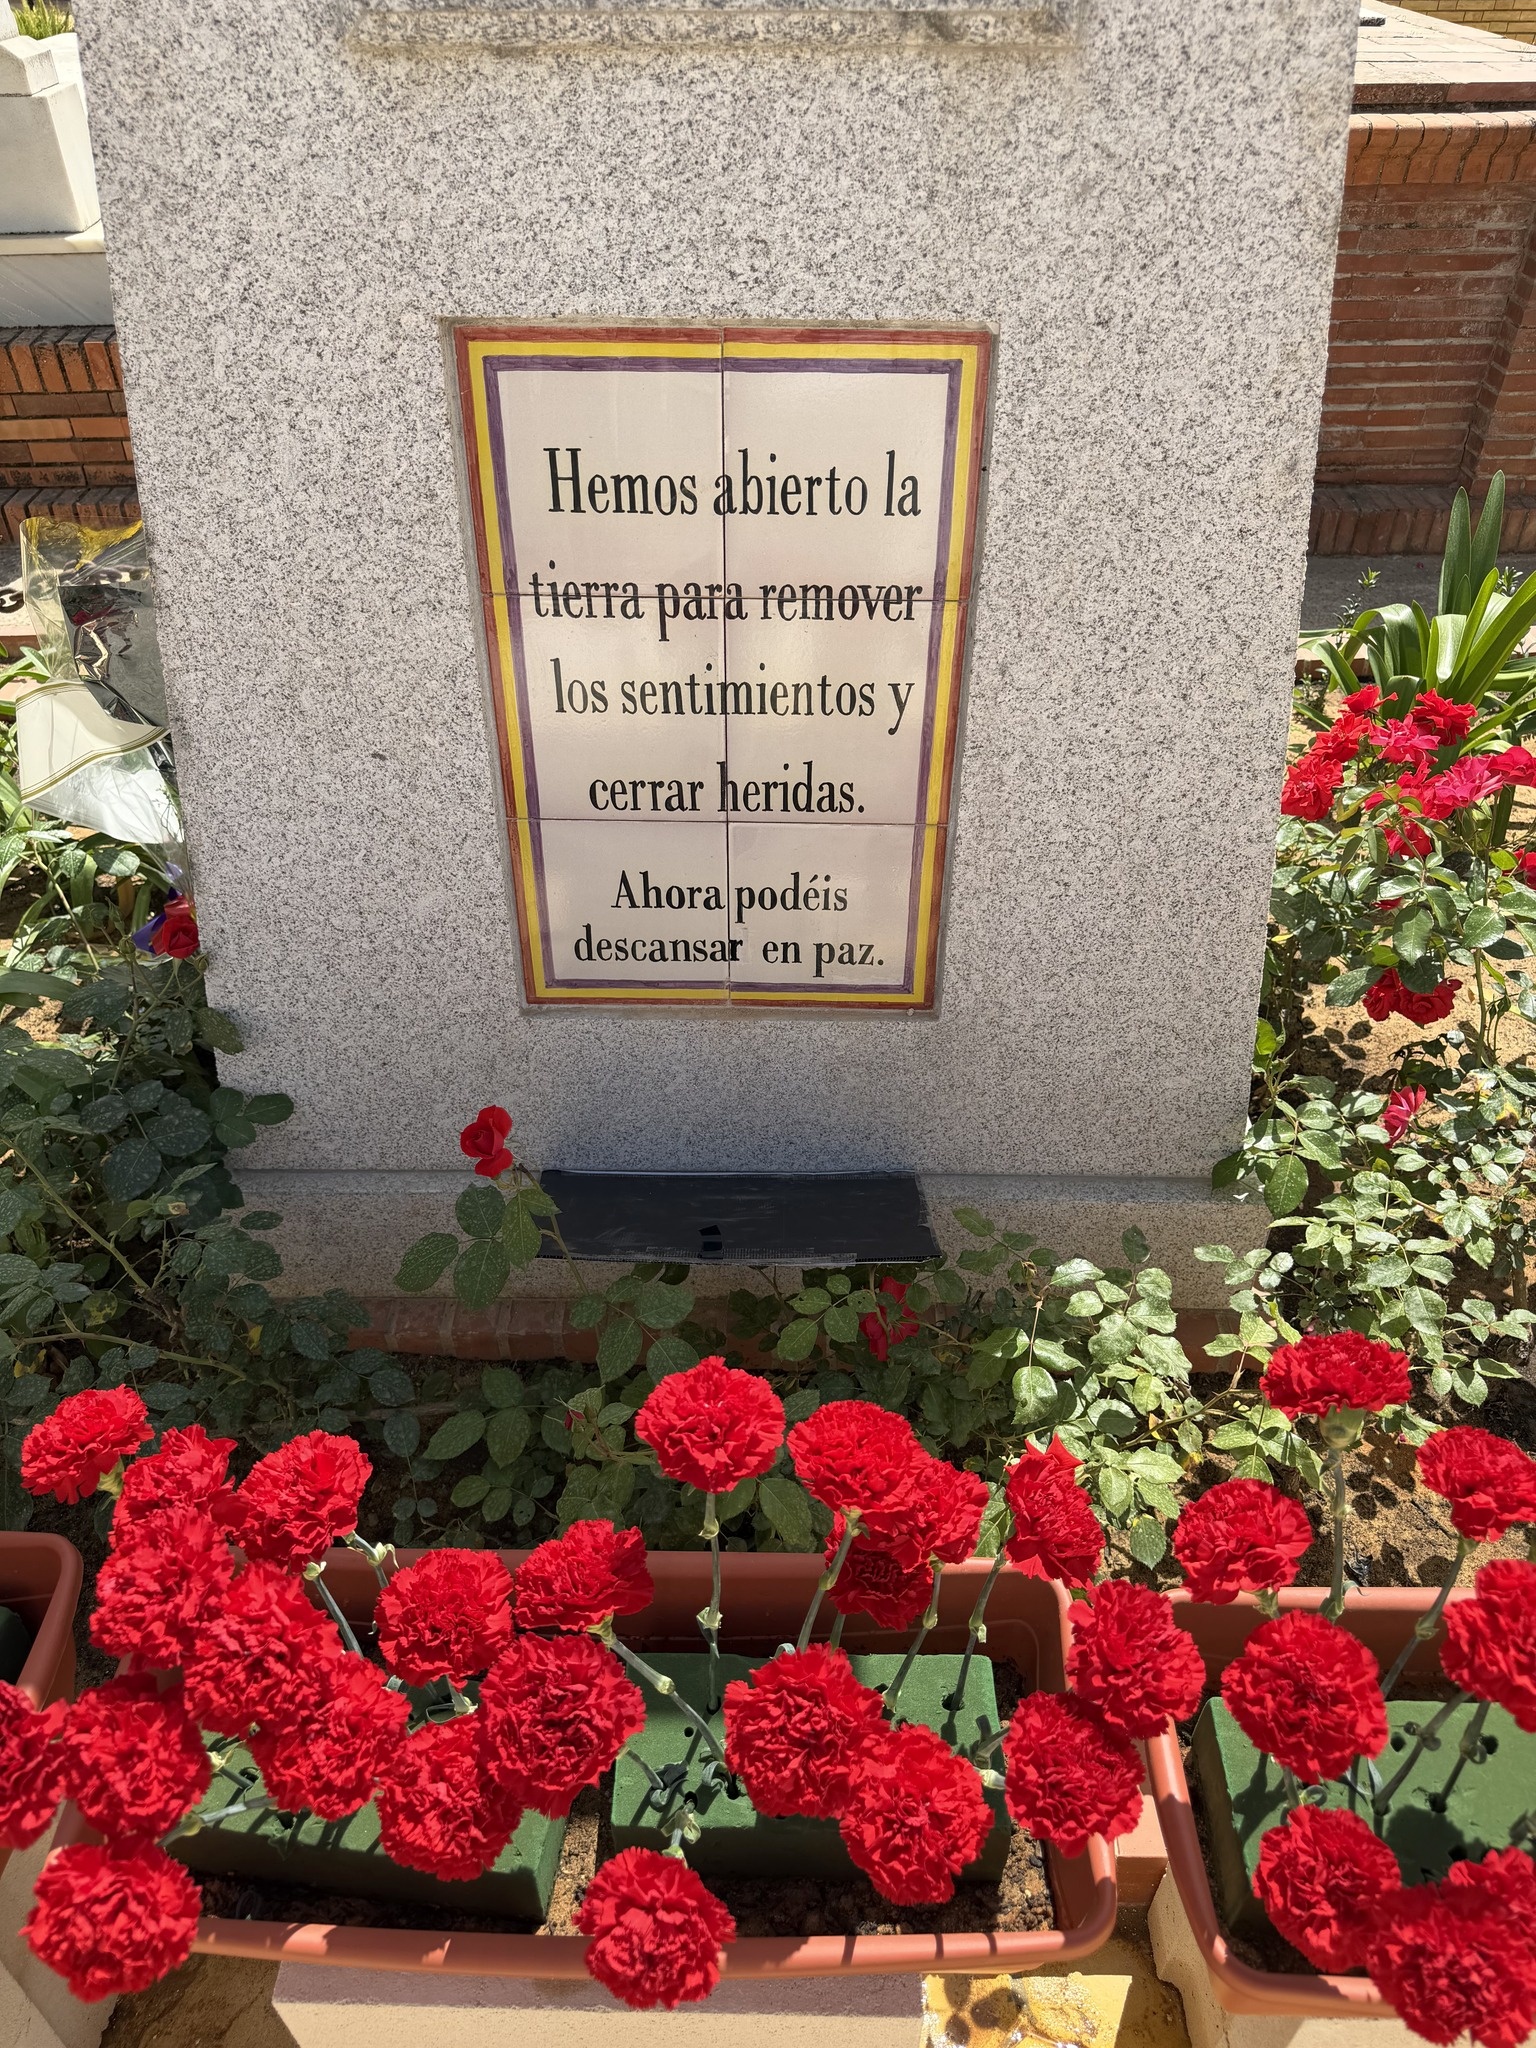 Hemos abierto la
tierra para remover
los sentimientos y
cerrar heridas.
Ahora podéis
descansar en paz.